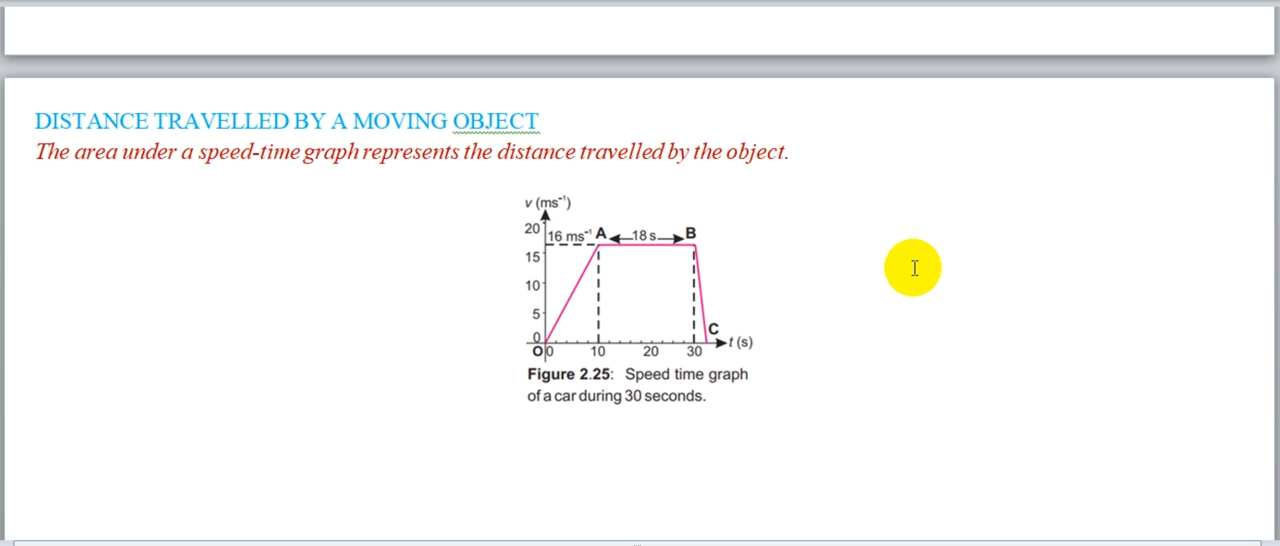 DISTANCE TRAVELLED BY A MOVING OBJECT
The area under a speed-time graph represents the distance travelled by the object.
v (ms⁻¹)
20
16 ms⁻¹ A 18 s B
15
10
5
0
C
t (s)
O 0 10 20 30
Figure 2.25: Speed time graph
of a car during 30 seconds.